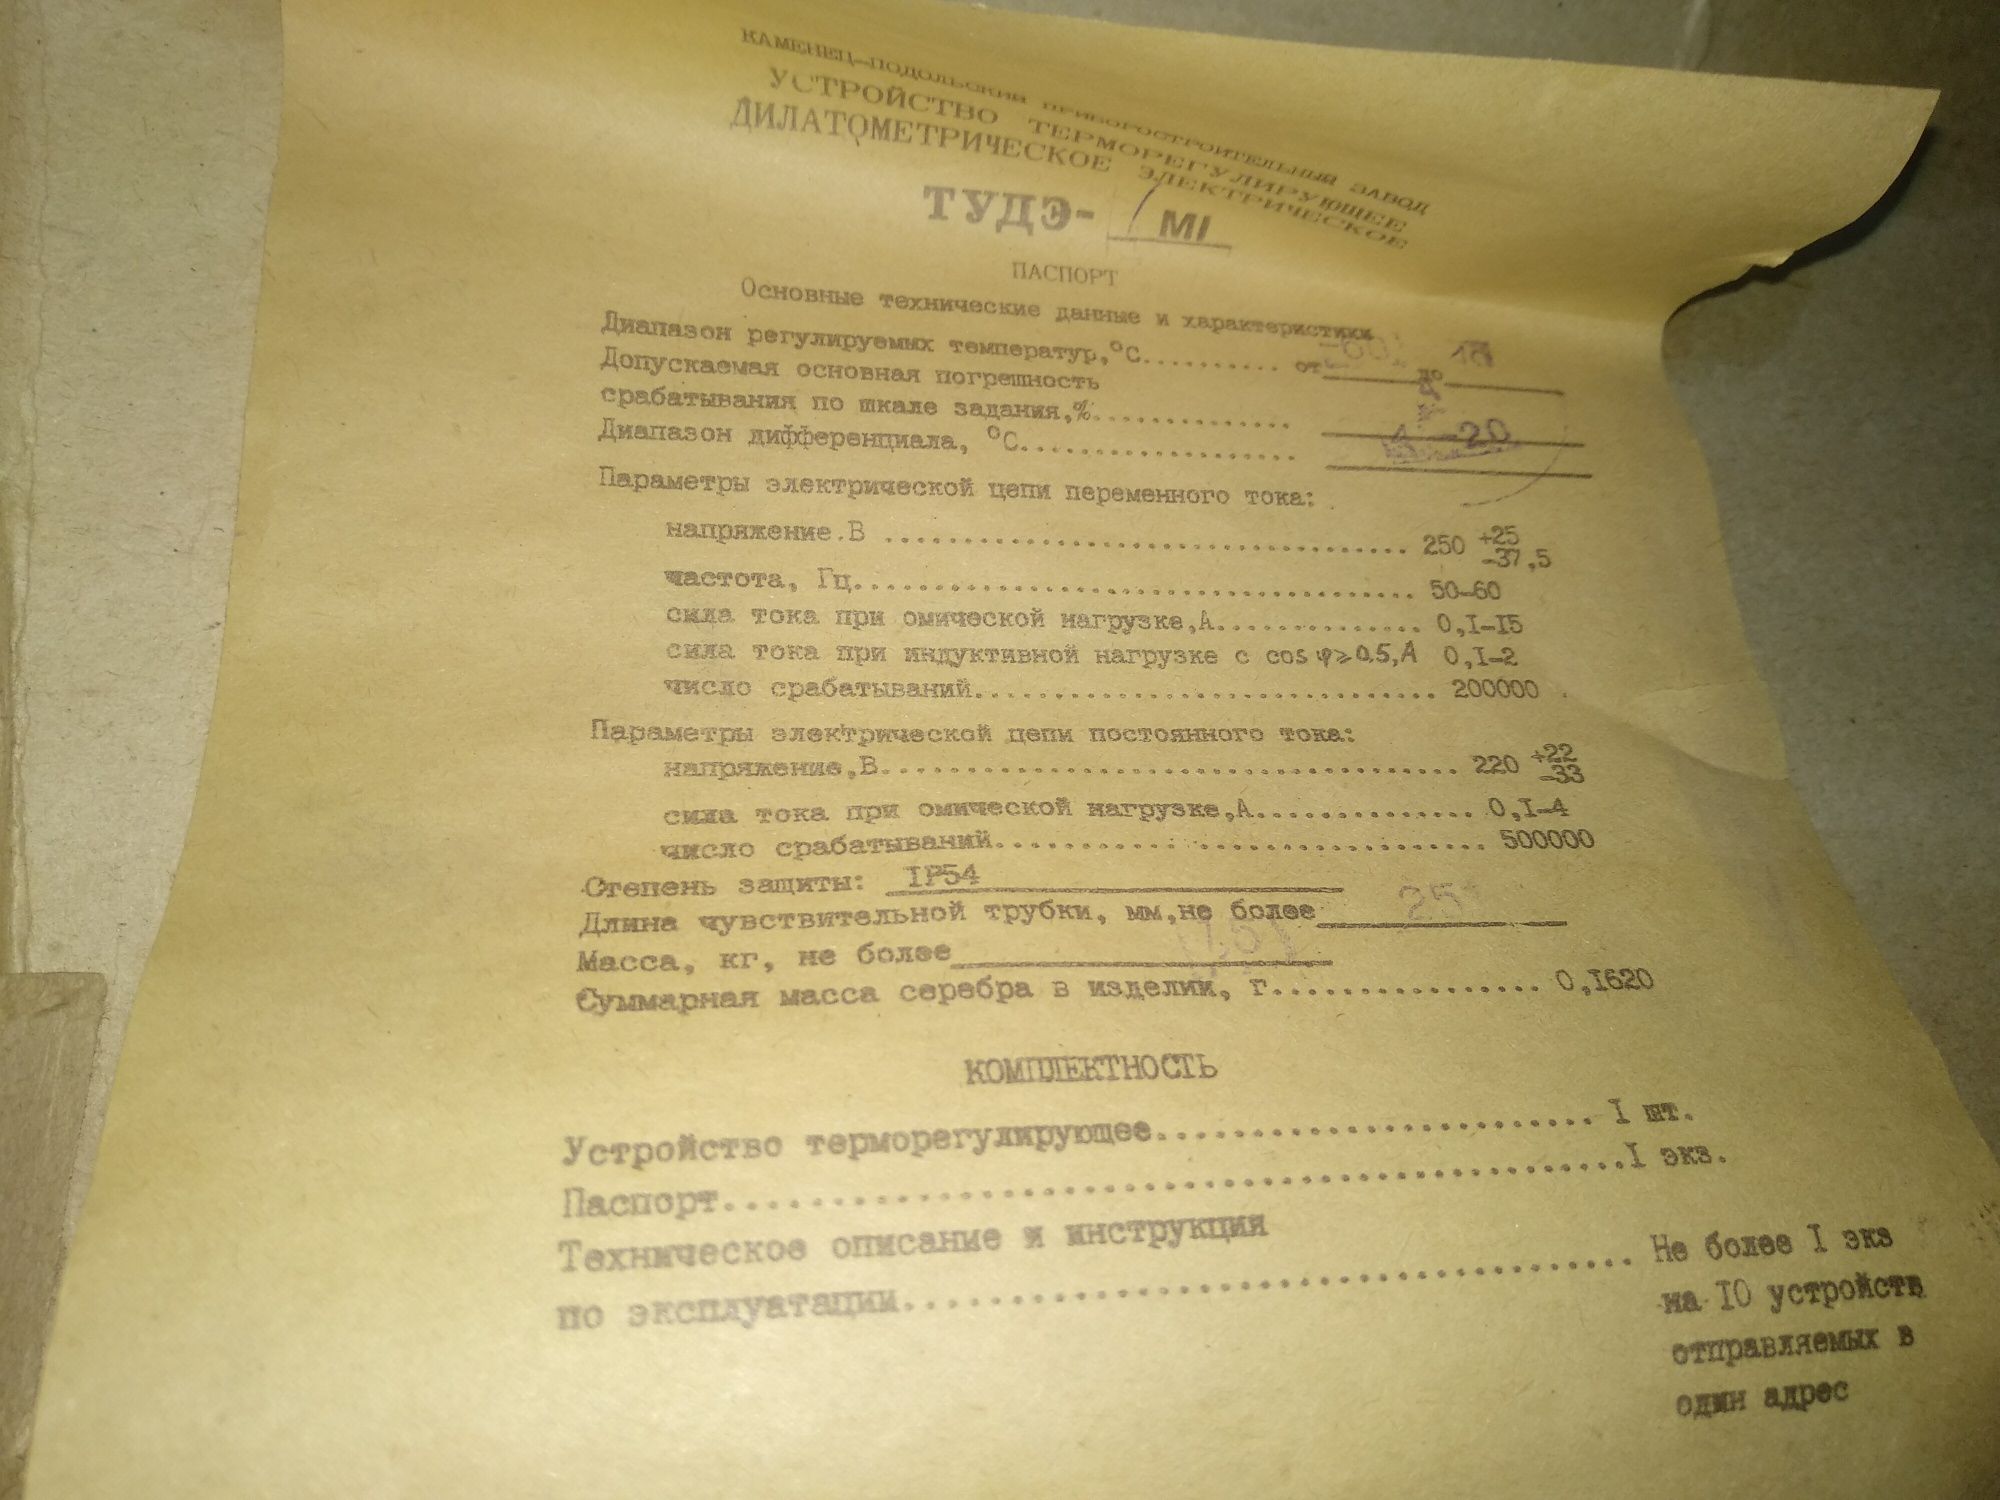 КАМЕНЕЦ-ПОДОЛЬСКИЙ ПРИБОРОСТРОИТЕЛЬНЫЙ ЗАВОД
УСТРОЙСТВО ТЕРМОРЕГУЛИРУЮЩЕЕ
ДИЛАТОМЕТРИЧЕСКОЕ ЭЛЕКТРИЧЕСКОЕ
ТУДЭ- МI
ПАСПОРТ
Основные технические данные и характеристики
Диапазон регулируемых температур,°С.......... от до
Допускаемая основная погрешность
срабатывания по шкале задания,%..............
Диапазон дифференциала, °С................... -20
Параметры электрической цепи переменного тока:
напряжение.В .................................. 250 +25 -37,5
частота, Гц..................................... 50-60
сила тока при омической нагрузке,А.............. 0,I-I5
сила тока при индуктивной нагрузке с cos φ≥0.5,А 0,I-2
число срабатываний.............................. 200000
Параметры электрической цепи постоянного тока:
напряжение,В...................................... 220 +22 -33
сила тока при омической нагрузке,А............... 0,I-4
число срабатываний............ ................... 500000
Степень защиты: IP54
Длина чувствительной трубки, мм,не более
Масса, кг, не более
Суммарная масса серебра в изделии, г................. 0,I620
КОМПЛЕКТНОСТЬ
Устройство терморегулирующее........................ I шт.
Паспорт..................................................I экз.
Техническое описание и инструкция
по эксплуатации......................................... Не более I экз
на IO устройств
отправляемых в
один адрес